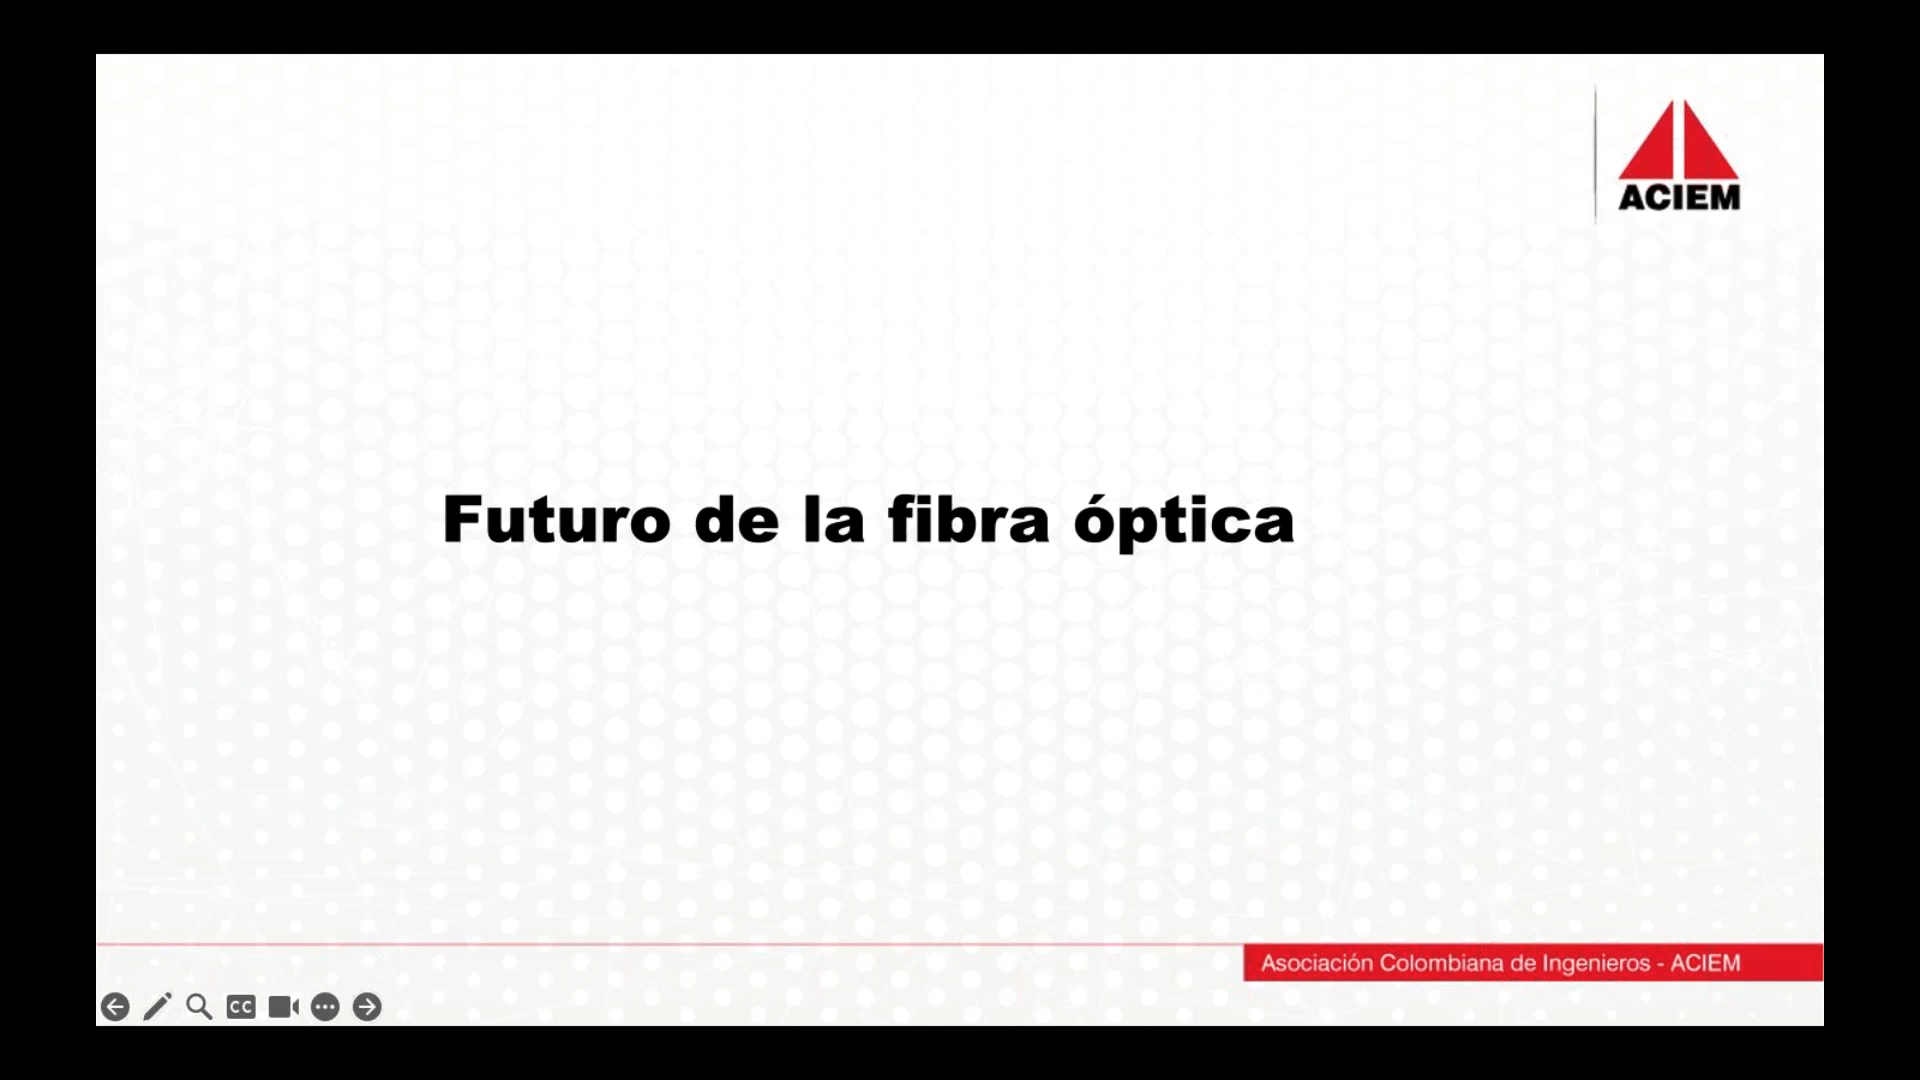 ACIEM
Futuro de la fibra óptica
Asociación Colombiana de Ingenieros - ACIEM
CC